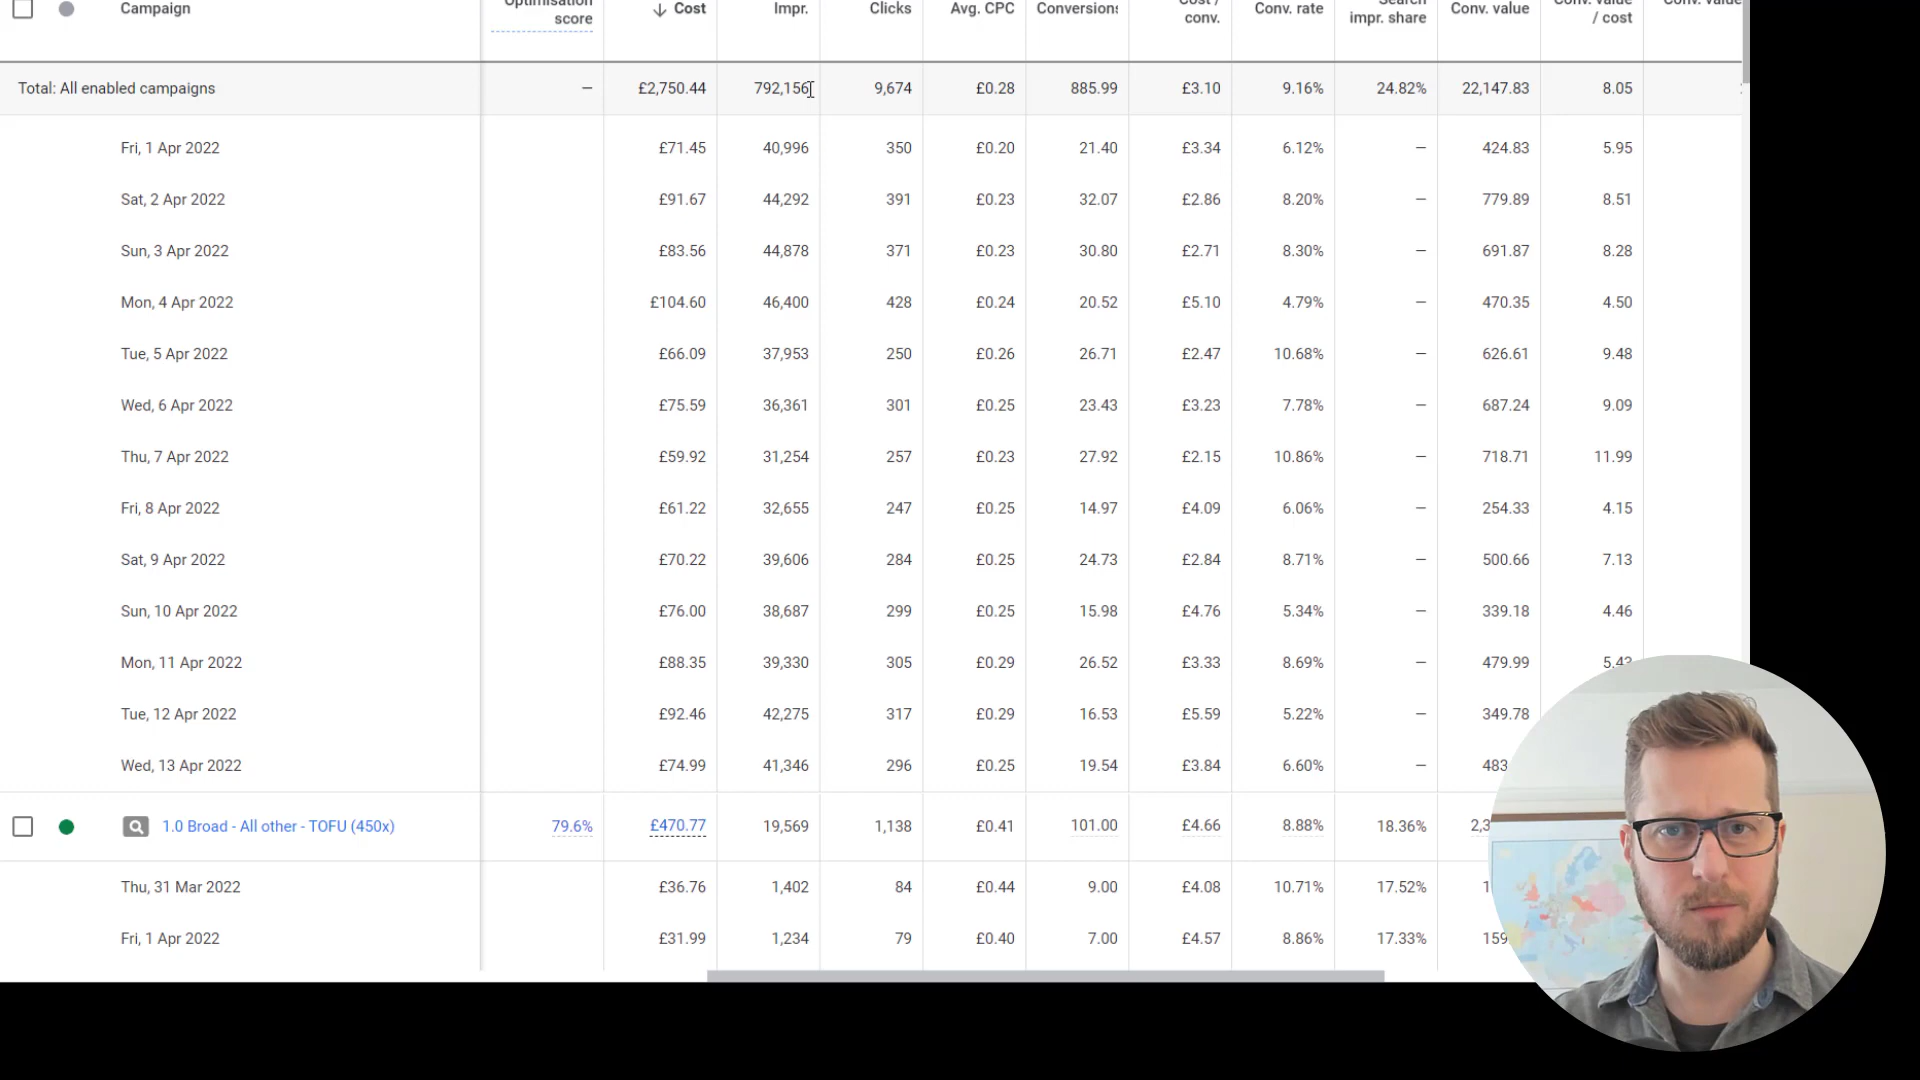 Campaign Optimisation score Cost Impr. Clicks Avg. CPC Conversions Cost / conv. Conv. rate Search impr. share Conv. value Conv. value / cost Conv. value
Total: All enabled campaigns – £2,750.44 792,156 9,674 £0.28 885.99 £3.10 9.16% 24.82% 22,147.83 8.05
Fri, 1 Apr 2022 £71.45 40,996 350 £0.20 21.40 £3.34 6.12% – 424.83 5.95
Sat, 2 Apr 2022 £91.67 44,292 391 £0.23 32.07 £2.86 8.20% – 779.89 8.51
Sun, 3 Apr 2022 £83.56 44,878 371 £0.23 30.80 £2.71 8.30% – 691.87 8.28
Mon, 4 Apr 2022 £104.60 46,400 428 £0.24 20.52 £5.10 4.79% – 470.35 4.50
Tue, 5 Apr 2022 £66.09 37,953 250 £0.26 26.71 £2.47 10.68% – 626.61 9.48
Wed, 6 Apr 2022 £75.59 36,361 301 £0.25 23.43 £3.23 7.78% – 687.24 9.09
Thu, 7 Apr 2022 £59.92 31,254 257 £0.23 27.92 £2.15 10.86% – 718.71 11.99
Fri, 8 Apr 2022 £61.22 32,655 247 £0.25 14.97 £4.09 6.06% – 254.33 4.15
Sat, 9 Apr 2022 £70.22 39,606 284 £0.25 24.73 £2.84 8.71% – 500.66 7.13
Sun, 10 Apr 2022 £76.00 38,687 299 £0.25 15.98 £4.76 5.34% – 339.18 4.46
Mon, 11 Apr 2022 £88.35 39,330 305 £0.29 26.52 £3.33 8.69% – 479.99 5.43
Tue, 12 Apr 2022 £92.46 42,275 317 £0.29 16.53 £5.59 5.22% – 349.78
Wed, 13 Apr 2022 £74.99 41,346 296 £0.25 19.54 £3.84 6.60% – 483
1.0 Broad - All other - TOFU (450x) 79.6% £470.77 19,569 1,138 £0.41 101.00 £4.66 8.88% 18.36% 2,3
Thu, 31 Mar 2022 £36.76 1,402 84 £0.44 9.00 £4.08 10.71% 17.52% 1
Fri, 1 Apr 2022 £31.99 1,234 79 £0.40 7.00 £4.57 8.86% 17.33% 159